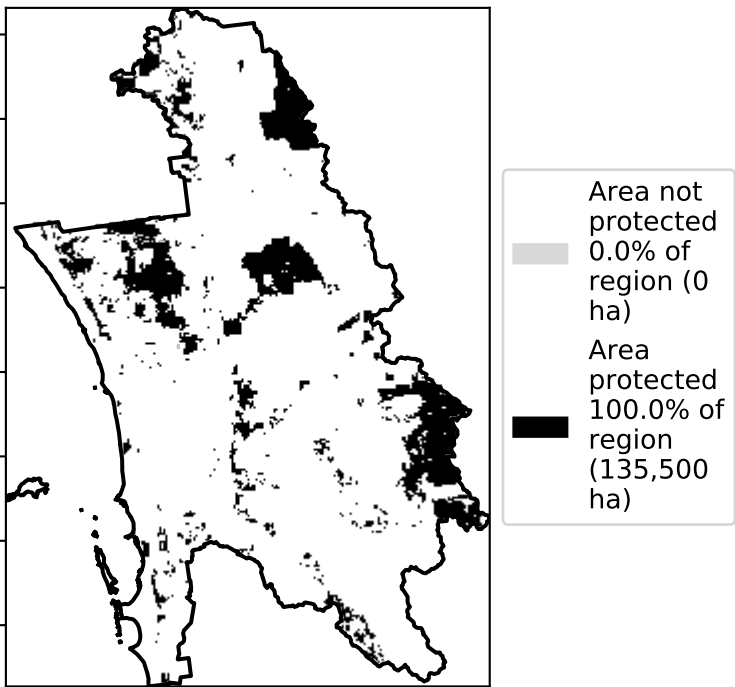 Area not
protected
0.0% of
region (0
ha)
Area
protected
100.0% of
region
(135,500
ha)